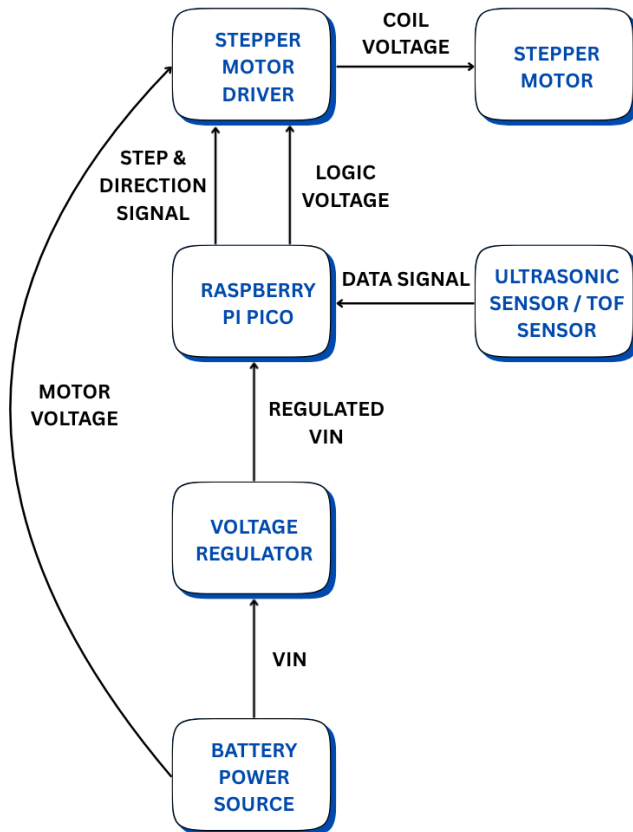 COIL
VOLTAGE
STEPPER
MOTOR
DRIVER
STEPPER
MOTOR
STEP &
DIRECTION
SIGNAL
LOGIC
VOLTAGE
DATA SIGNAL
RASPBERRY
PI PICO
ULTRASONIC
SENSOR / TOF
SENSOR
MOTOR
VOLTAGE
REGULATED
VIN
VOLTAGE
REGULATOR
VIN
BATTERY
POWER
SOURCE